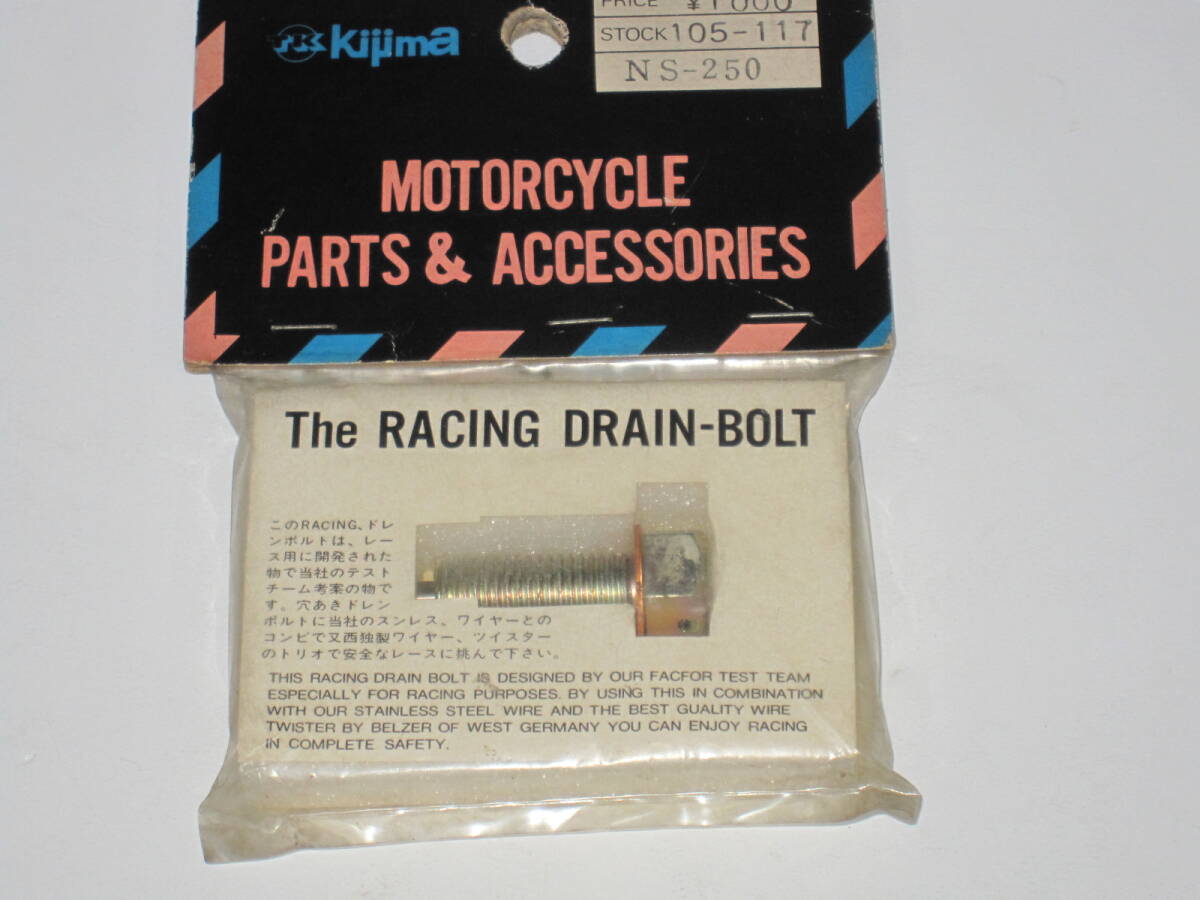 PRICE ¥1000
STOCK 105-117
NS-250
TK Kijima
MOTORCYCLE
PARTS & ACCESSORIES
The RACING DRAIN-BOLT
このRACING、ドレ
ンボルトは、レー
ス用に開発された
物で当社のテスト
チーム考案の物で
す。穴あきドレン
ボルトに当社のスンレス、ワイヤーとの
コンビで又西独製ワイヤー、ツイスター
のトリオで安全なレースに挑んで下さい。
THIS RACING DRAIN BOLT IS DESIGNED BY OUR FACFOR TEST TEAM
ESPECIALLY FOR RACING PURPOSES. BY USING THIS IN COMBINATION
WITH OUR STAINLESS STEEL WIRE AND THE BEST GUALITY WIRE
TWISTER BY BELZER OF WEST GERMANY YOU CAN ENJOY RACING
IN COMPLETE SAFETY.